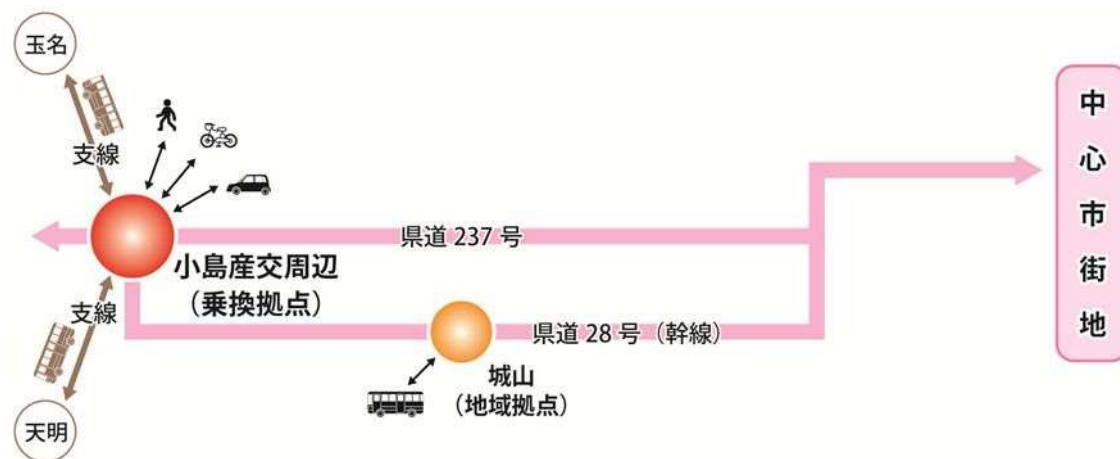 玉名
支線
県道 237 号
小島産交周辺
（乗換拠点）
支線
県道 28 号（幹線）
城山
（地域拠点）
天明
中心市街地